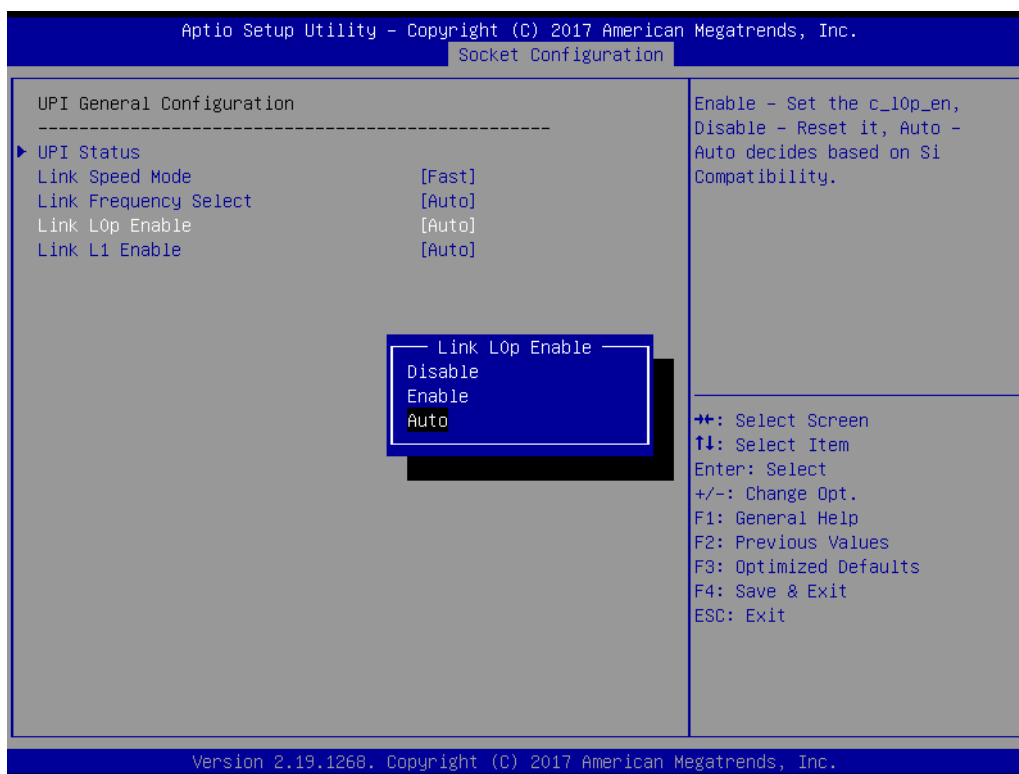 Aptio Setup Utility – Copyright (C) 2017 American Megatrends, Inc.
Socket Configuration
UPI General Configuration
--------------------------------------------------
UPI Status
Link Speed Mode [Fast]
Link Frequency Select [Auto]
Link L0p Enable [Auto]
Link L1 Enable [Auto]
Link L0p Enable
Disable
Enable
Auto
Enable – Set the c_l0p_en,
Disable – Reset it, Auto –
Auto decides based on Si
Compatibility.
→←: Select Screen
↑↓: Select Item
Enter: Select
+/-: Change Opt.
F1: General Help
F2: Previous Values
F3: Optimized Defaults
F4: Save & Exit
ESC: Exit
Version 2.19.1268. Copyright (C) 2017 American Megatrends, Inc.